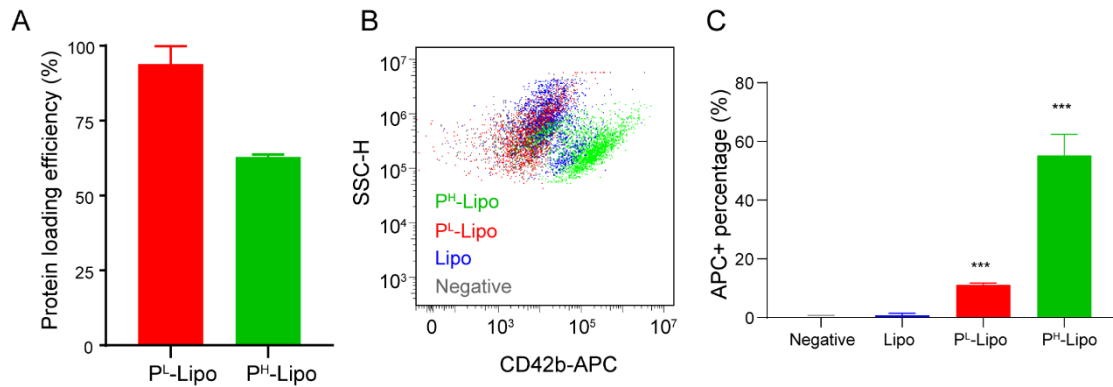 A
Protein loading efficiency (%)
100
75
50
25
0
Pᴸ-Lipo
Pᴴ-Lipo
B
SSC-H
10⁷
10⁶
10⁵
10⁴
10³
Pᴴ-Lipo
Pᴸ-Lipo
Lipo
Negative
0
10³
10⁵
10⁷
CD42b-APC
C
APC+ percentage (%)
80
60
40
20
0
***
***
Negative
Lipo
Pᴸ-Lipo
Pᴴ-Lipo